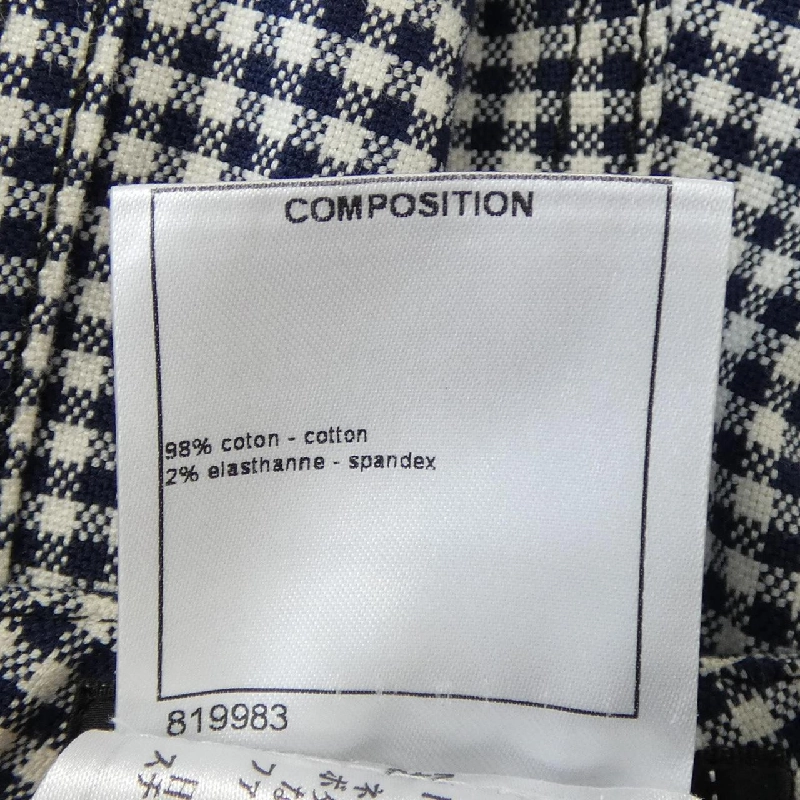 COMPOSITION
98% coton - cotton
2% elasthanne - spandex
819983